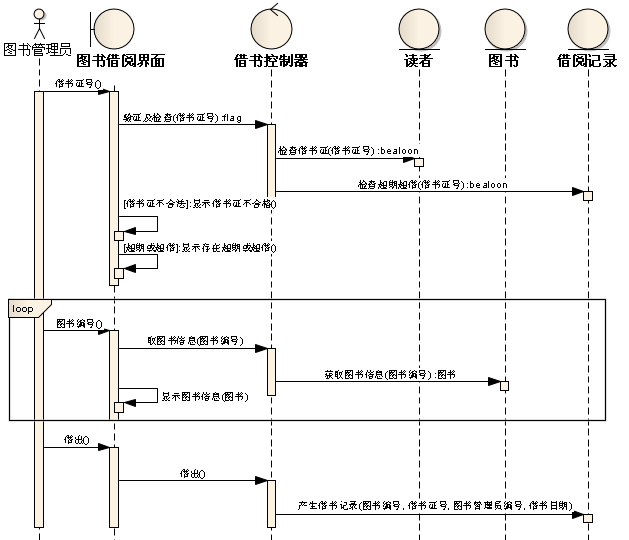 图书管理员
图书借阅界面
借书控制器
读者
图书
借阅记录
借书证号()
验证及检查(借书证号) :flag
检查借书证(借书证号) :bealoon
检查超期超借(借书证号) :bealoon
[借书证不合法]:显示借书证不合格()
[超期或超借]:显示存在超期或超借()
loop
图书编号()
取图书信息(图书编号)
获取图书信息(图书编号) :图书
显示图书信息(图书)
借出()
借出()
产生借书记录(图书编号, 借书证号, 图书管理员编号, 借书日期)